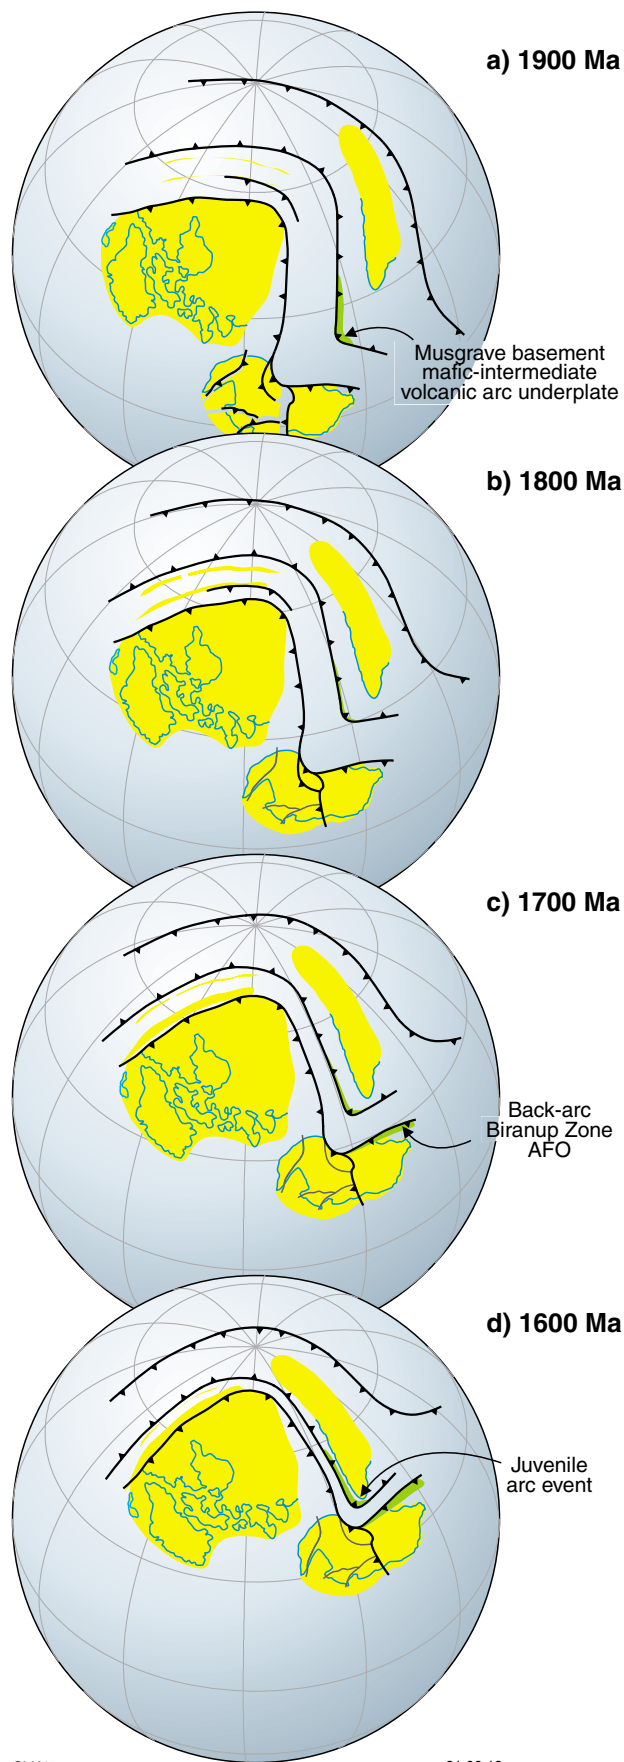 a) 1900 Ma
Musgrave basement
mafic-intermediate
volcanic arc underplate
b) 1800 Ma
c) 1700 Ma
Back-arc
Biranup Zone
AFO
d) 1600 Ma
Juvenile
arc event